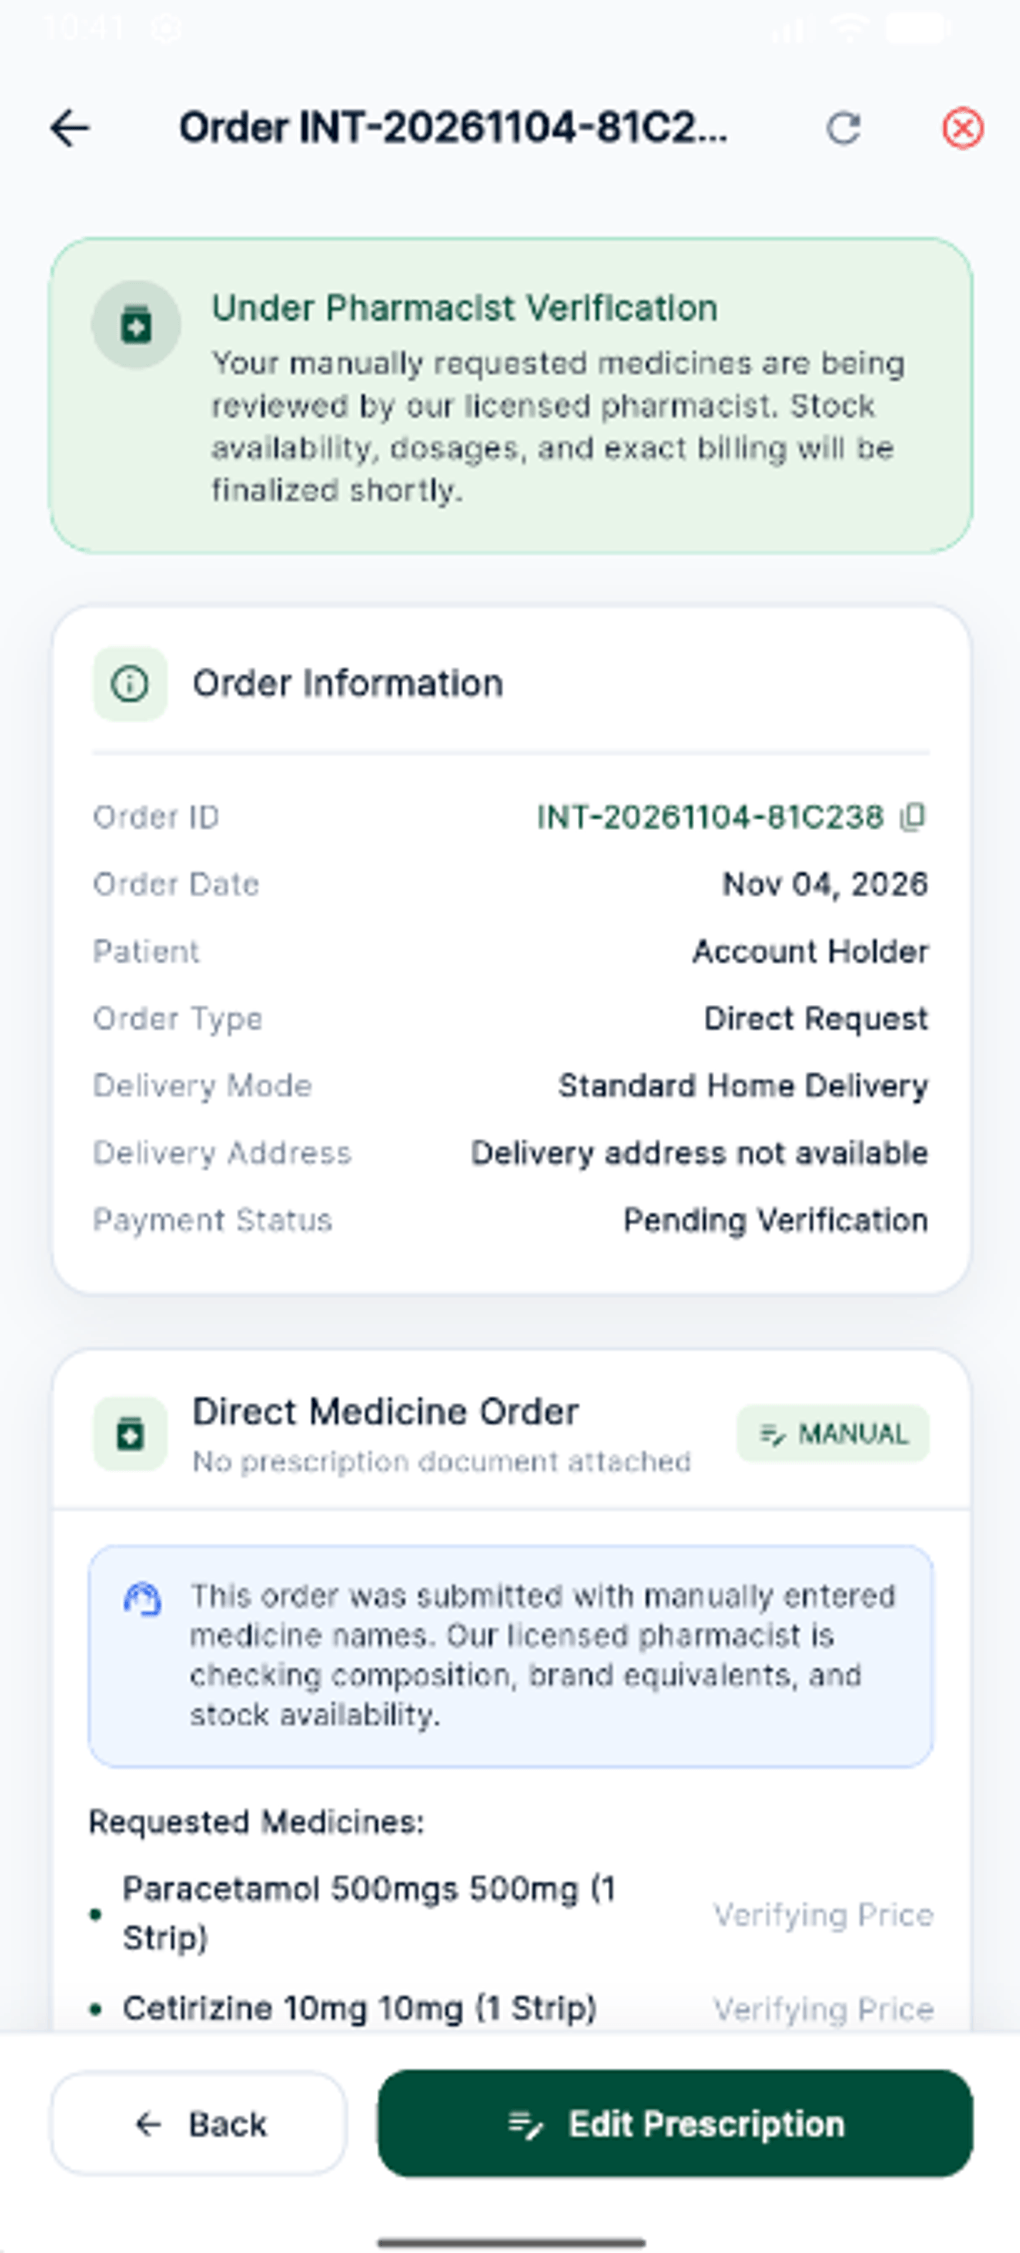 10:41
Order INT-20261104-81C2...
Under Pharmacist Verification
Your manually requested medicines are being
reviewed by our licensed pharmacist. Stock
availability, dosages, and exact billing will be
finalized shortly.
Order Information
Order ID INT-20261104-81C238
Order Date Nov 04, 2026
Patient Account Holder
Order Type Direct Request
Delivery Mode Standard Home Delivery
Delivery Address Delivery address not available
Payment Status Pending Verification
Direct Medicine Order
No prescription document attached
MANUAL
This order was submitted with manually entered
medicine names. Our licensed pharmacist is
checking composition, brand equivalents, and
stock availability.
Requested Medicines:
• Paracetamol 500mgs 500mg (1
Strip)
Verifying Price
• Cetirizine 10mg 10mg (1 Strip) Verifying Price
Back
Edit Prescription